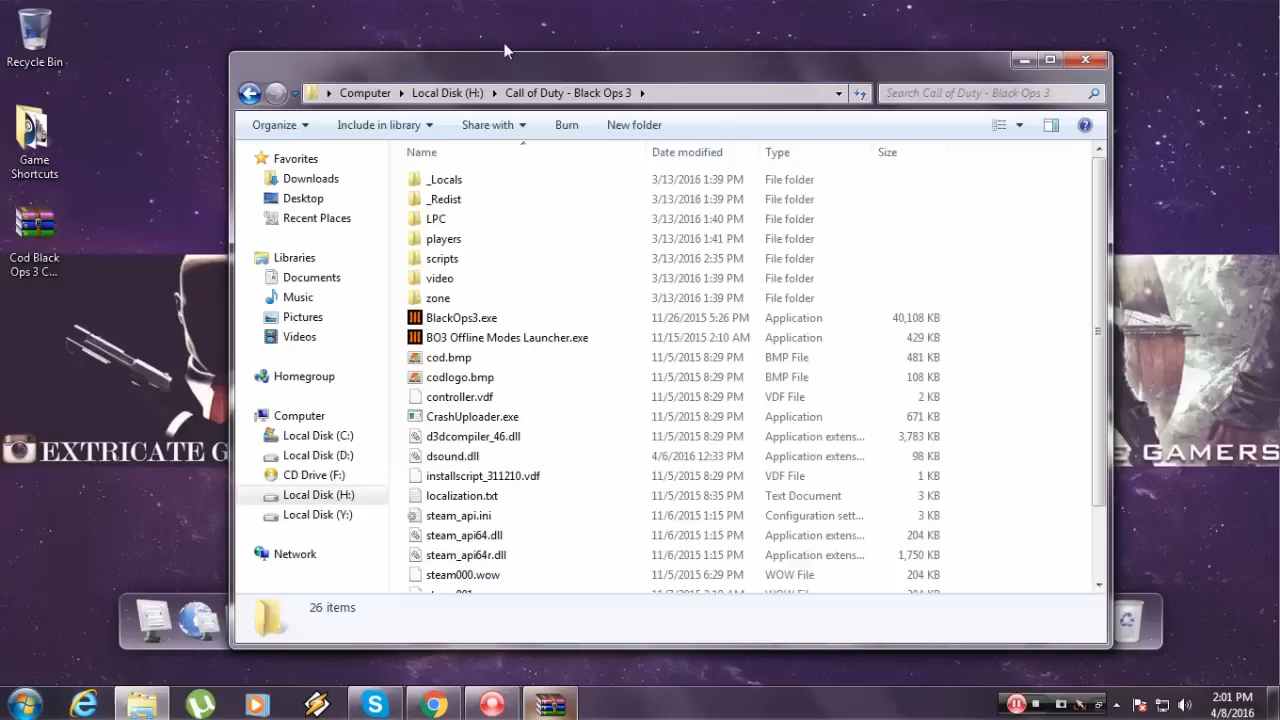 Recycle Bin
Game
Shortcuts
Cod Black
Ops 3 C...
EXTRICATE G
GAMERS
Computer
Local Disk (H:)
Call of Duty - Black Ops 3
Search Call of Duty - Black Ops 3
Organize
Include in library
Share with
Burn
New folder
Favorites
Downloads
Desktop
Recent Places
Libraries
Documents
Music
Pictures
Videos
Homegroup
Computer
Local Disk (C:)
Local Disk (D:)
CD Drive (F:)
Local Disk (H:)
Local Disk (Y:)
Network
Name Date modified Type Size
_Locals 3/13/2016 1:39 PM File folder
_Redist 3/13/2016 1:39 PM File folder
LPC 3/13/2016 1:40 PM File folder
players 3/13/2016 1:41 PM File folder
scripts 3/13/2016 2:35 PM File folder
video 3/13/2016 1:39 PM File folder
zone 3/13/2016 1:39 PM File folder
BlackOps3.exe 11/26/2015 5:26 PM Application 40,108 KB
BO3 Offline Modes Launcher.exe 11/15/2015 2:10 AM Application 429 KB
cod.bmp 11/5/2015 8:29 PM BMP File 481 KB
codlogo.bmp 11/5/2015 8:29 PM BMP File 108 KB
controller.vdf 11/5/2015 8:29 PM VDF File 2 KB
CrashUploader.exe 11/5/2015 8:29 PM Application 671 KB
d3dcompiler_46.dll 11/5/2015 8:29 PM Application extens... 3,783 KB
dsound.dll 4/6/2016 12:33 PM Application extens... 98 KB
installscript_311210.vdf 11/5/2015 8:29 PM VDF File 1 KB
localization.txt 11/5/2015 8:35 PM Text Document 3 KB
steam_api.ini 11/6/2015 1:15 PM Configuration sett... 3 KB
steam_api64.dll 11/6/2015 1:15 PM Application extens... 204 KB
steam_api64r.dll 11/6/2015 1:15 PM Application extens... 1,750 KB
steam000.wow 11/5/2015 6:29 PM WOW File 204 KB
26 items
2:01 PM
4/8/2016